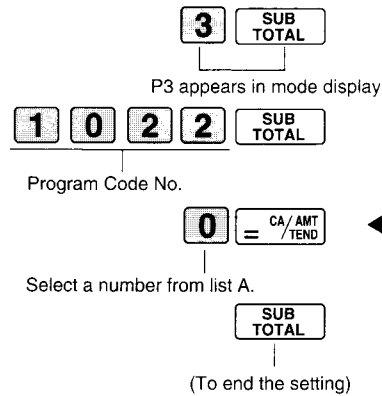 3 SUB TOTAL
P3 appears in mode display
1 0 2 2 SUB TOTAL
Program Code No.
0 = CA/AMT/TEND
Select a number from list A.
SUB TOTAL
(To end the setting)